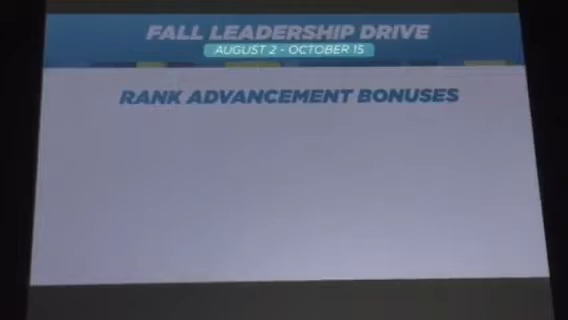 FALL LEADERSHIP DRIVE
AUGUST 2 - OCTOBER 15
RANK ADVANCEMENT BONUSES